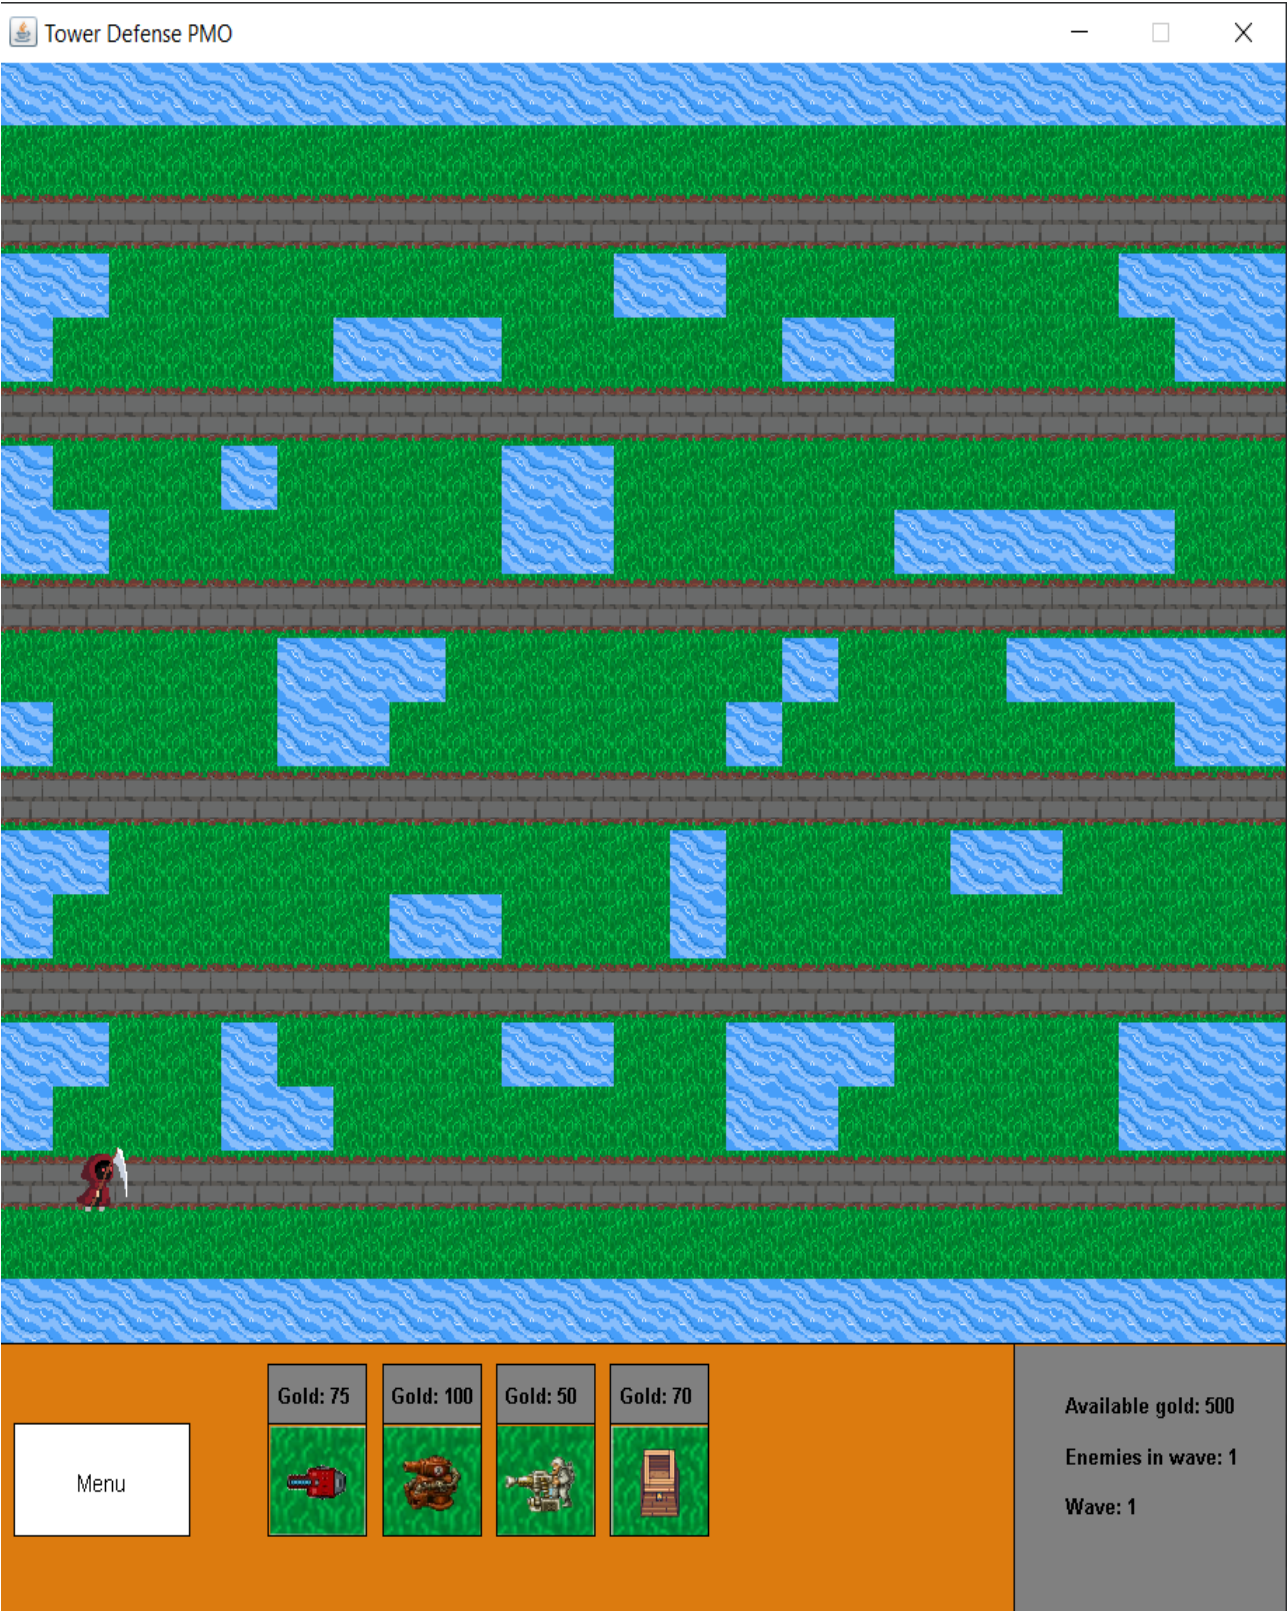 Tower Defense PMO
Gold: 75
Gold: 100
Gold: 50
Gold: 70
Menu
Available gold: 500
Enemies in wave: 1
Wave: 1